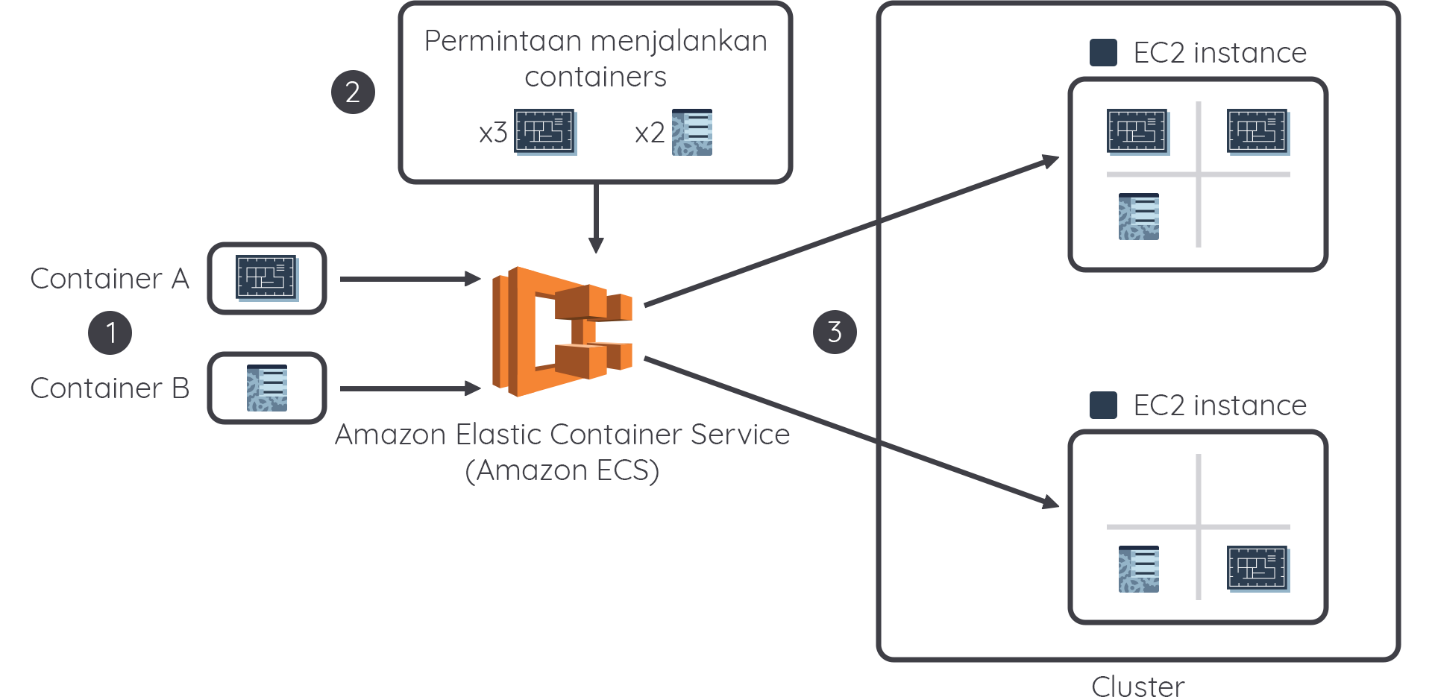 Permintaan menjalankan
containers
2
x3
x2
EC2 instance
Container A
1
Container B
Amazon Elastic Container Service
(Amazon ECS)
3
EC2 instance
Cluster